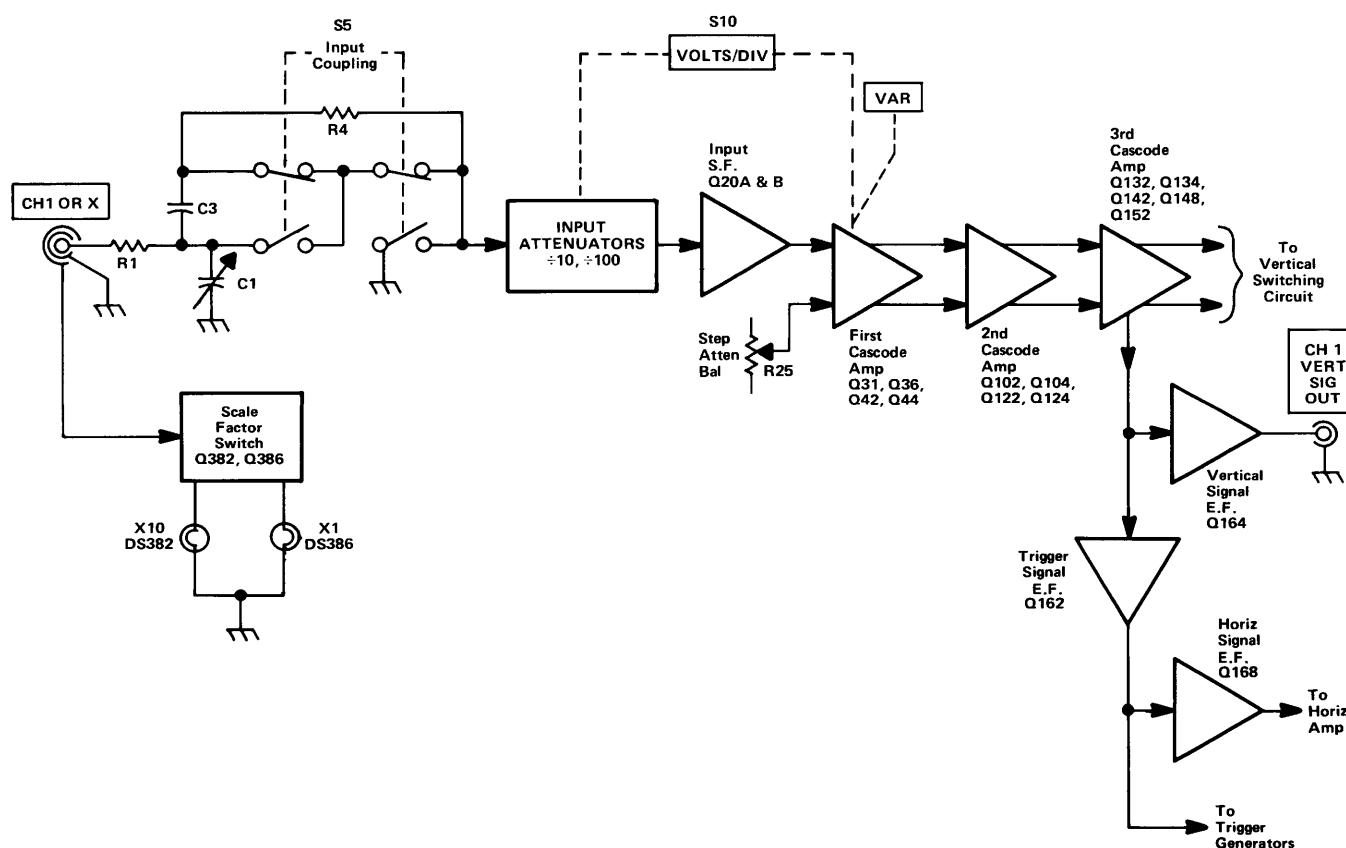 S5
Input
Coupling
S10
VOLTS/DIV
VAR
R4
CH1 OR X
C3
R1
C1
INPUT
ATTENUATORS
÷10, ÷100
Input
S.F.
Q20A & B
3rd
Cascade
Amp
Q132, Q134,
Q142, Q148,
Q152
To
Vertical
Switching
Circuit
Step
Atten
Bal
R25
First
Cascode
Amp
Q31, Q36,
Q42, Q44
2nd
Cascode
Amp
Q102, Q104,
Q122, Q124
CH 1
VERT
SIG
OUT
Scale
Factor
Switch
Q382, Q386
X10
DS382
X1
DS386
Vertical
Signal
E.F.
Q164
Trigger
Signal
E.F.
Q162
Horiz
Signal
E.F.
Q168
To
Horiz
Amp
To
Trigger
Generators